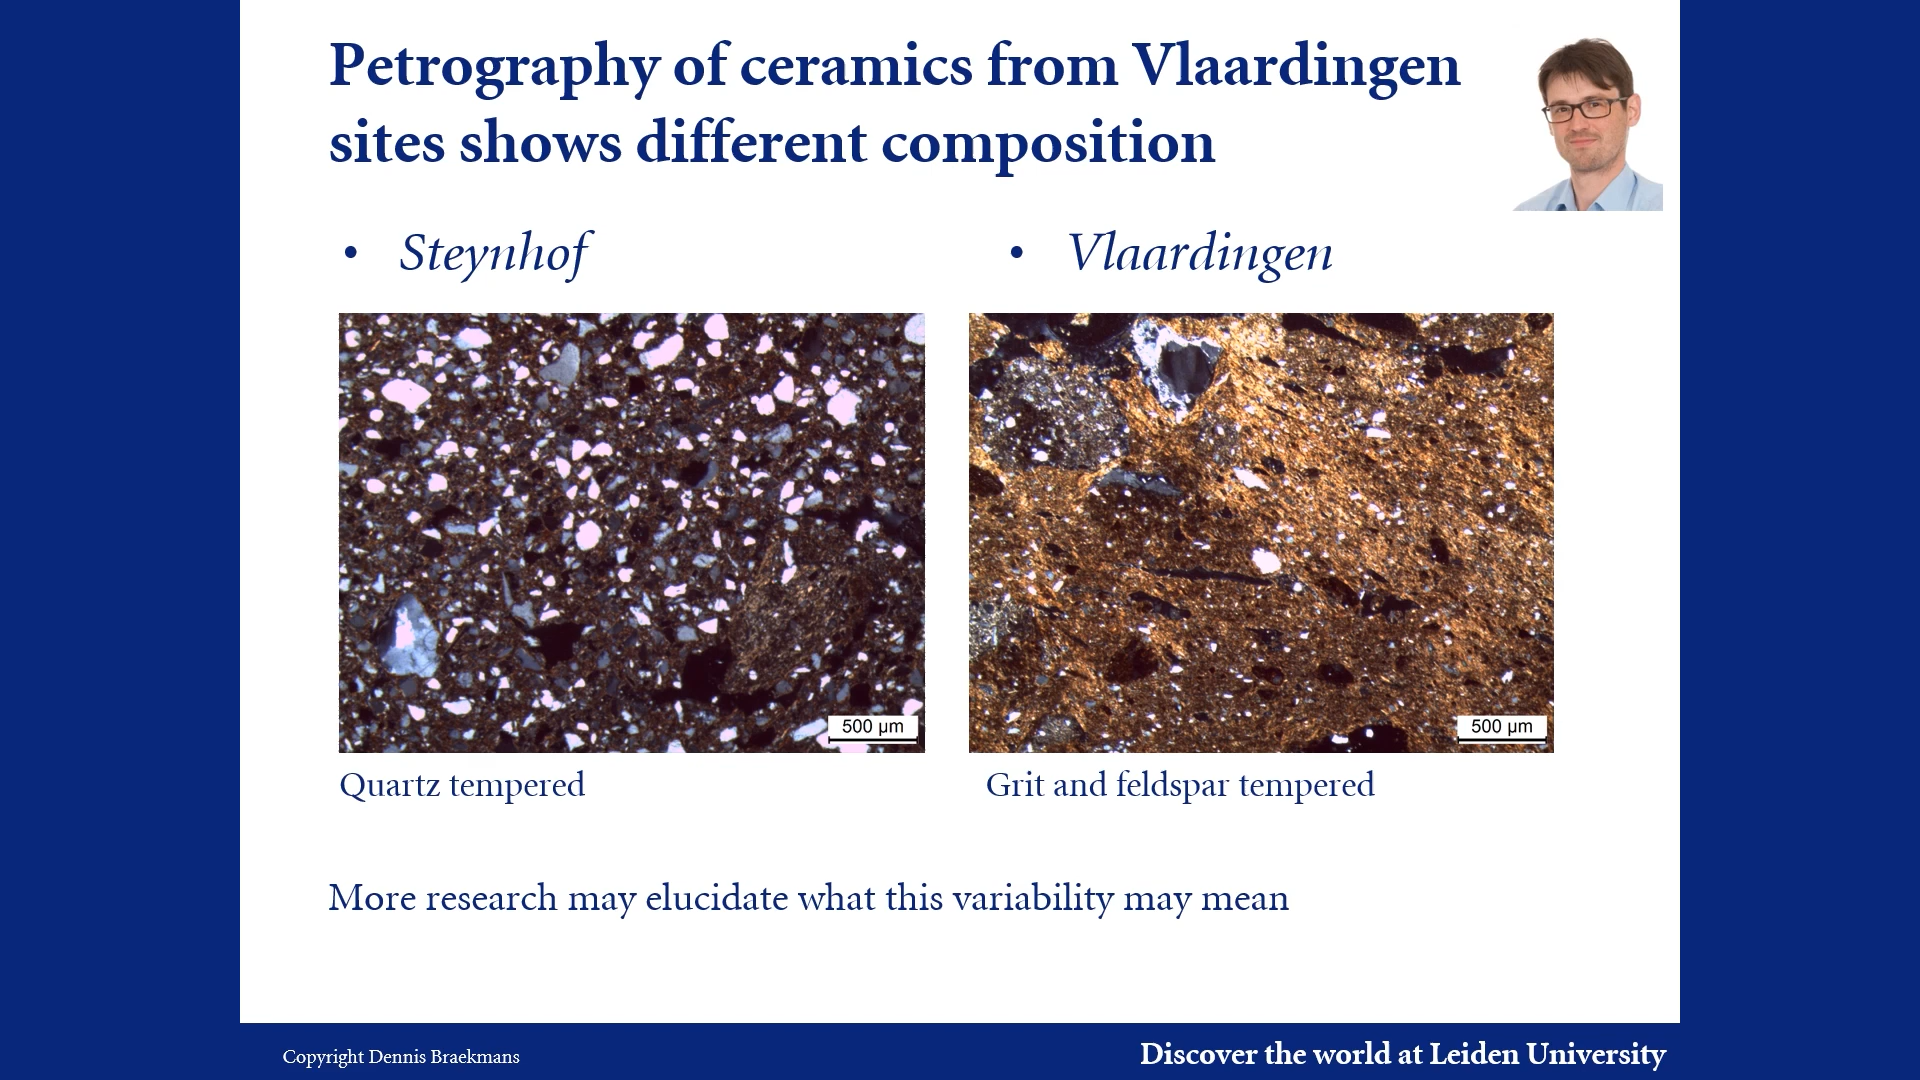 Petrography of ceramics from Vlaardingen
sites shows different composition
• Steynhof
• Vlaardingen
500 µm
500 µm
Quartz tempered
Grit and feldspar tempered
More research may elucidate what this variability may mean
Copyright Dennis Braekmans
Discover the world at Leiden University